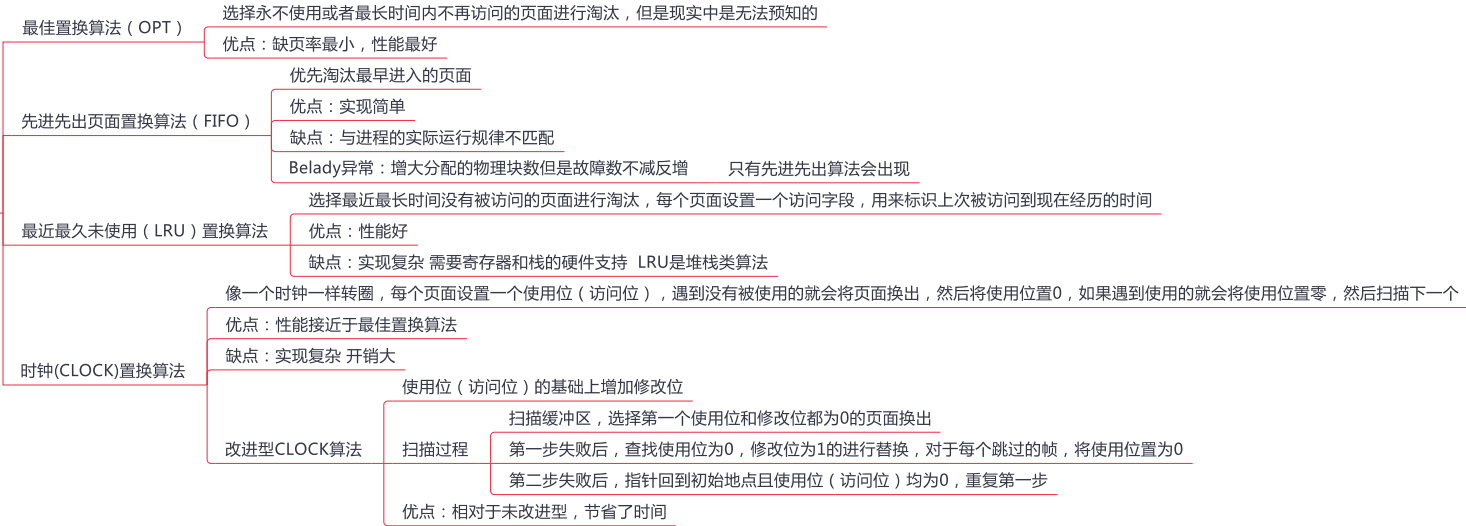 最佳置换算法（OPT）
选择永不使用或者最长时间内不再访问的页面进行淘汰，但是现实中是无法预知的
优点：缺页率最小，性能最好
先进先出页面置换算法（FIFO）
优先淘汰最早进入的页面
优点：实现简单
缺点：与进程的实际运行规律不匹配
Belady异常：增大分配的物理块数但是故障数不减反增
只有先进先出算法会出现
最近最久未使用（LRU）置换算法
选择最近最长时间没有被访问的页面进行淘汰，每个页面设置一个访问字段，用来标识上次被访问到现在经历的时间
优点：性能好
缺点：实现复杂 需要寄存器和栈的硬件支持 LRU是堆栈类算法
时钟(CLOCK)置换算法
像一个时钟一样转圈，每个页面设置一个使用位（访问位），遇到没有被使用的就会将页面换出，然后将使用位置0，如果遇到使用的就会将使用位置零，然后扫描下一个
优点：性能接近于最佳置换算法
缺点：实现复杂 开销大
改进型CLOCK算法
使用位（访问位）的基础上增加修改位
扫描过程
扫描缓冲区，选择第一个使用位和修改位都为0的页面换出
第一步失败后，查找使用位为0，修改位为1的进行替换，对于每个跳过的帧，将使用位置为0
第二步失败后，指针回到初始地点且使用位（访问位）均为0，重复第一步
优点：相对于未改进型，节省了时间